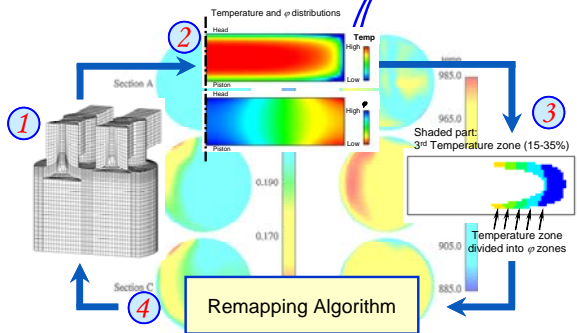 Temperature and φ distributions
2
Head
Piston
Temp
High
Low
Head
Piston
φ
High
Low
Section A
985.0
965.0
1
3
Shaded part:
3rd Temperature zone (15-35%)
Temperature zone
divided into φ zones
0.190
0.170
905.0
885.0
Section C
4
Remapping Algorithm